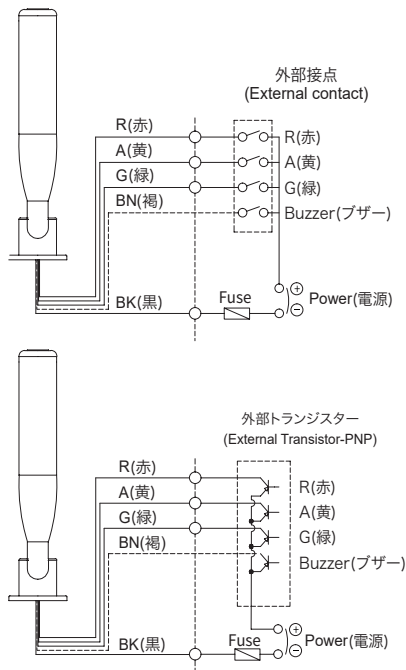 外部接点
(External contact)
R(赤) R(赤)
A(黄) A(黄)
G(緑) G(緑)
BN(褐) Buzzer(ブザー)
BK(黒) Fuse ⊕ ⊖ Power(電源)
外部トランジスター
(External Transistor-PNP)
R(赤) R(赤)
A(黄) A(黄)
G(緑) G(緑)
BN(褐) Buzzer(ブザー)
BK(黒) Fuse ⊕ ⊖ Power(電源)